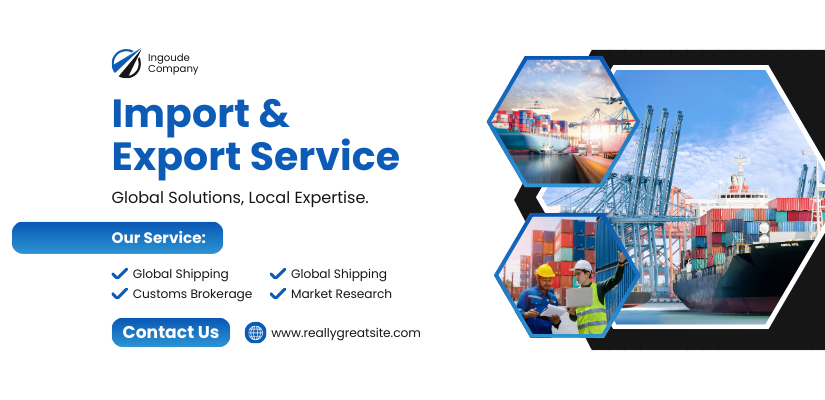 Ingoude
Company
Import &
Export Service
Global Solutions, Local Expertise.
Our Service:
Global Shipping
Global Shipping
Customs Brokerage
Market Research
Contact Us
www.reallygreatsite.com